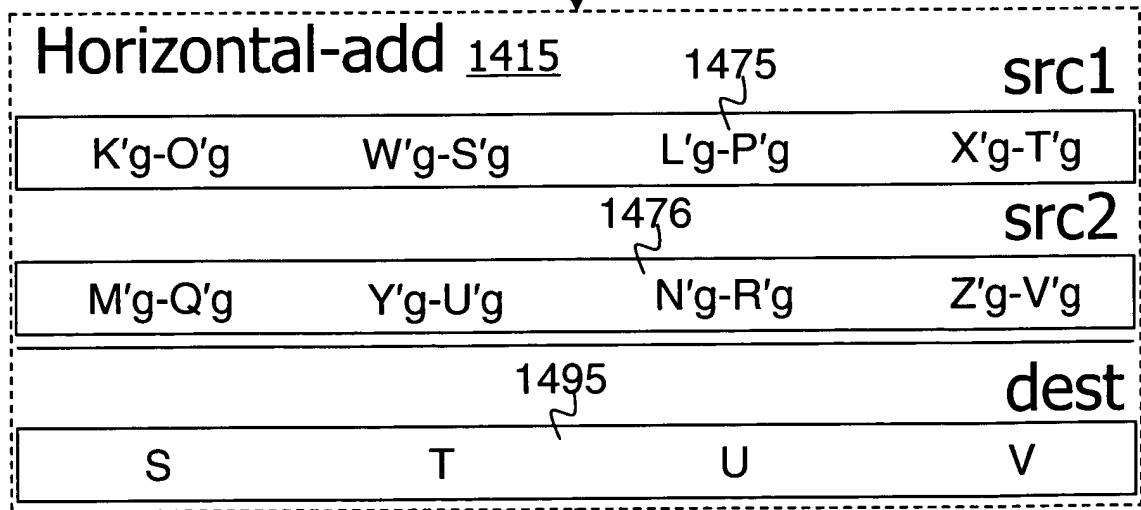 Horizontal-add 1415 1475 src1
K'g-O'g W'g-S'g L'g-P'g X'g-T'g
1476 src2
M'g-Q'g Y'g-U'g N'g-R'g Z'g-V'g
1495 dest
S T U V